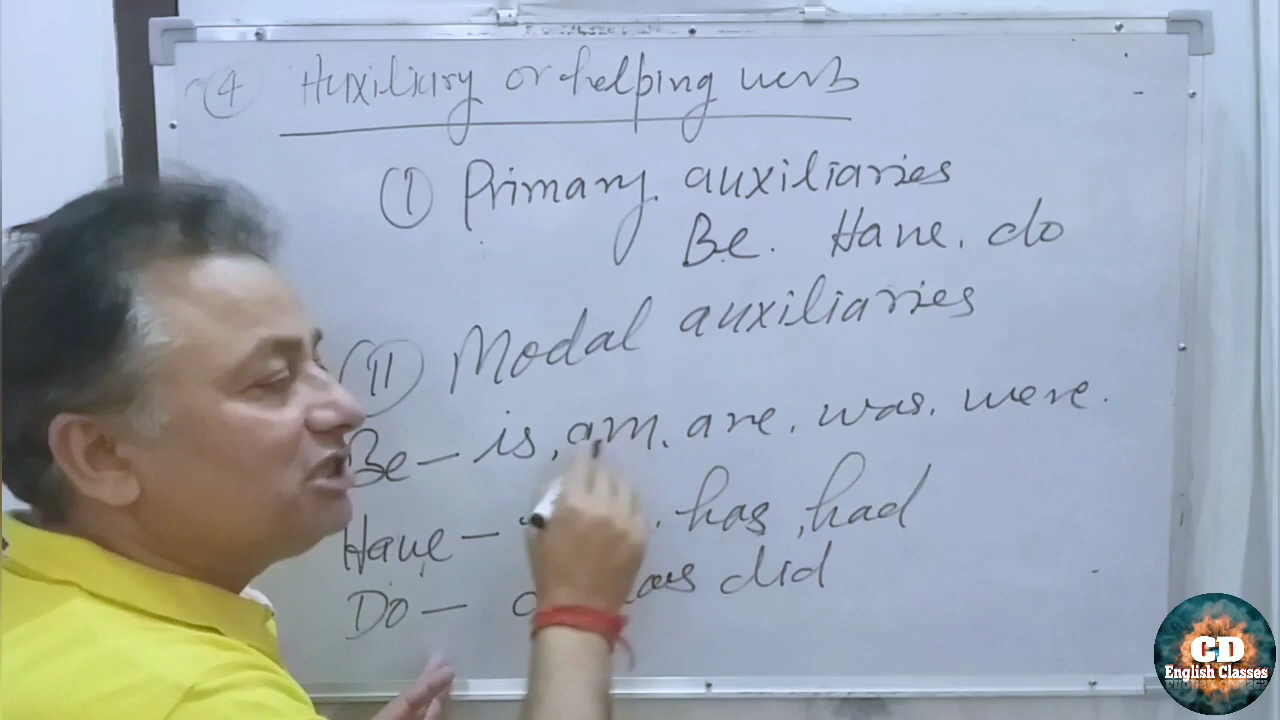 ④ Auxiliary or helping verb
① Primary auxiliaries
Be. Have. do
Ⅱ Modal auxiliaries
Be - is, am, are, was, were.
Have - has, had
Do - did
CD
English Classes